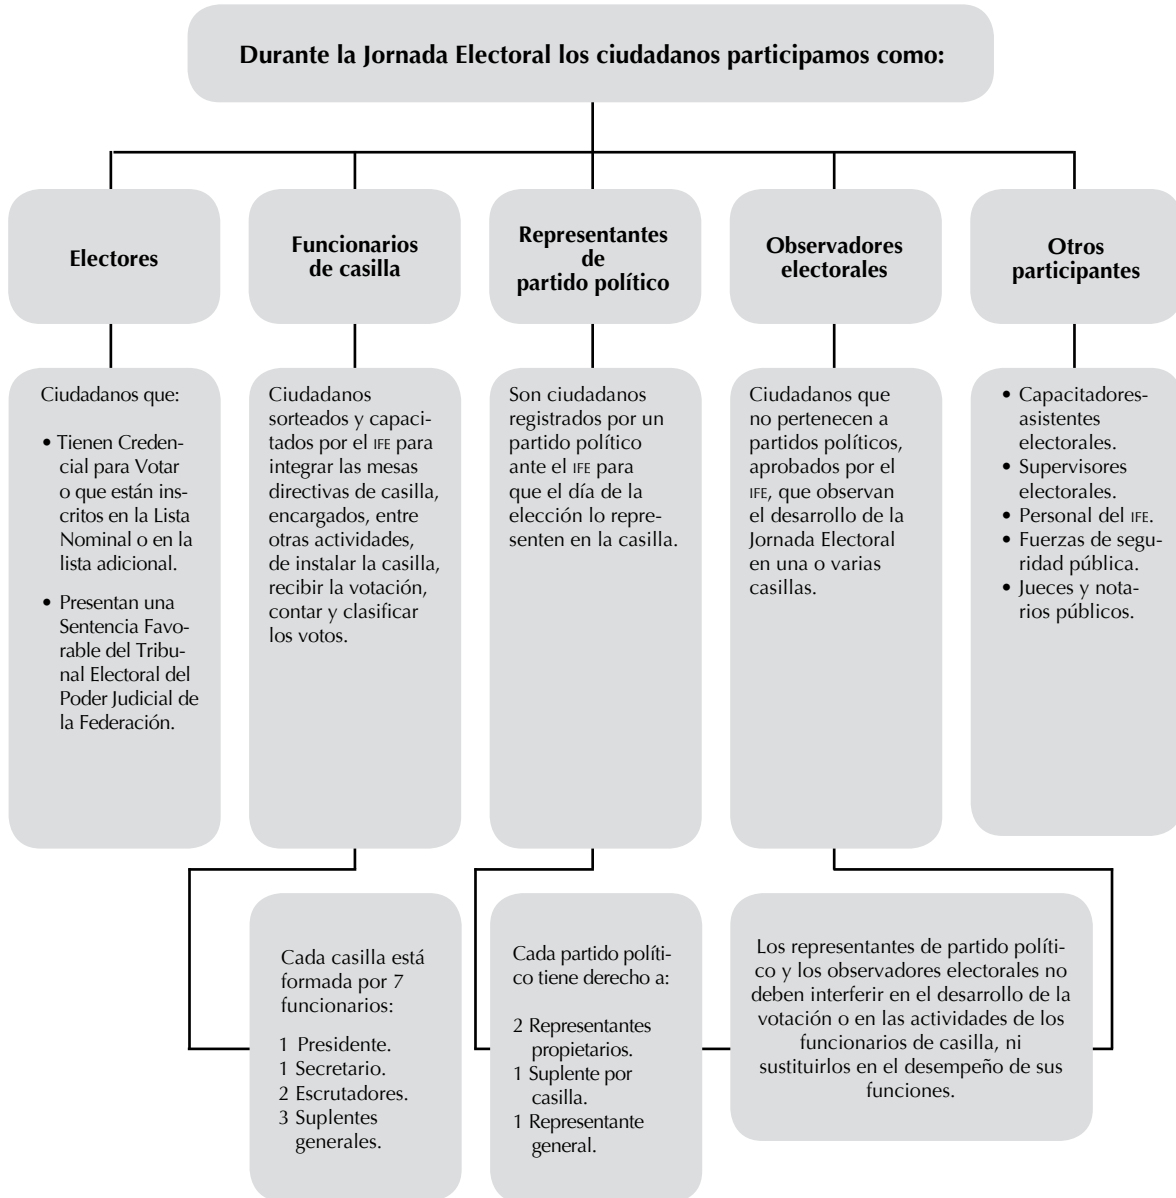 Durante la Jornada Electoral los ciudadanos participamos como:
Electores
Funcionarios
de casilla
Representantes
de
partido político
Observadores
electorales
Otros
participantes
Ciudadanos que:
• Tienen Creden-
cial para Votar
o que están ins-
critos en la Lista
Nominal o en la
lista adicional.
• Presentan una
Sentencia Favo-
rable del Tribu-
nal Electoral del
Poder Judicial de
la Federación.
Ciudadanos
sorteados y capaci-
tados por el IFE para
integrar las mesas
directivas de casilla,
encargados, entre
otras actividades,
de instalar la casilla,
recibir la votación,
contar y clasificar
los votos.
Son ciudadanos
registrados por un
partido político
ante el IFE para
que el día de la
elección lo repre-
senten en la casilla.
Ciudadanos que
no pertenecen a
partidos políticos,
aprobados por el
IFE, que observan
el desarrollo de la
Jornada Electoral
en una o varias
casillas.
• Capacitadores-
asistentes
electorales.
• Supervisores
electorales.
• Personal del IFE.
• Fuerzas de segu-
ridad pública.
• Jueces y nota-
rios públicos.
Cada casilla está
formada por 7
funcionarios:
1 Presidente.
1 Secretario.
2 Escrutadores.
3 Suplentes
generales.
Cada partido políti-
co tiene derecho a:
2 Representantes
propietarios.
1 Suplente por
casilla.
1 Representante
general.
Los representantes de partido políti-
co y los observadores electorales no
deben interferir en el desarrollo de la
votación o en las actividades de los
funcionarios de casilla, ni
sustituirlos en el desempeño de sus
funciones.